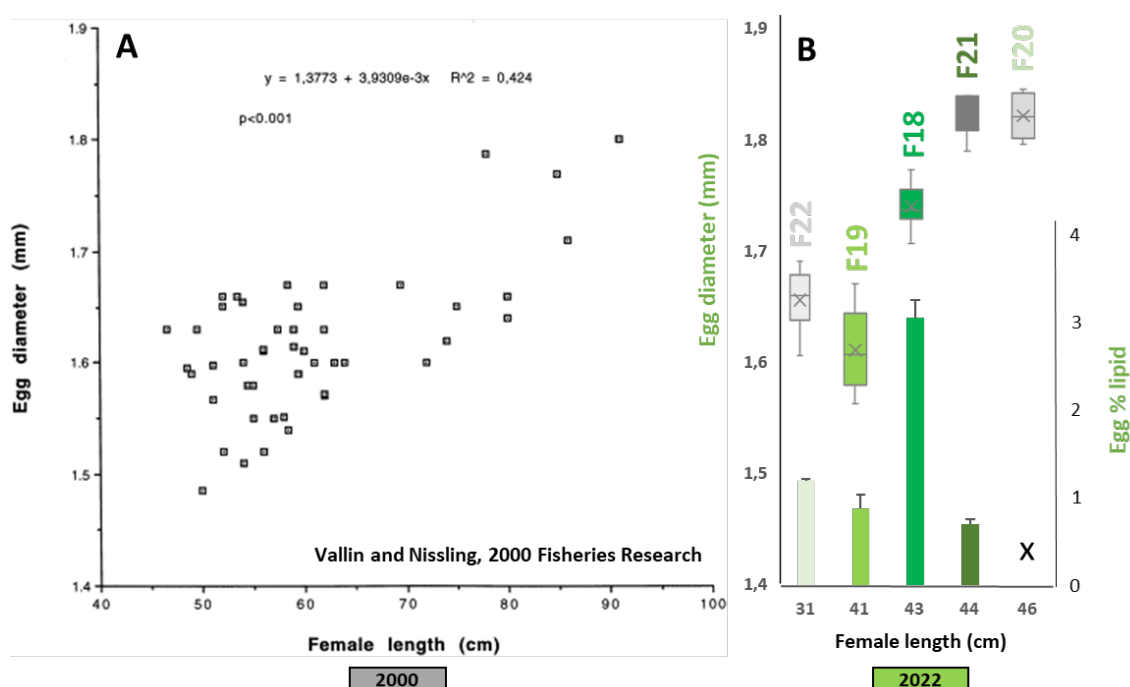 A
y = 1,3773 + 3,9309e-3x R^2 = 0,424
p<0.001
1.9
1.8
1.7
1.6
1.5
1.4
Egg diameter (mm)
Vallin and Nissling, 2000 Fisheries Research
40 50 60 70 80 90 100
Female length (cm)
2000
B
1,9
1,8
1,7
1,6
1,5
1,4
Egg diameter (mm)
F22
F19
F18
F21
F20
4
3
2
1
0
Egg % lipid
X
31 41 43 44 46
Female length (cm)
2022